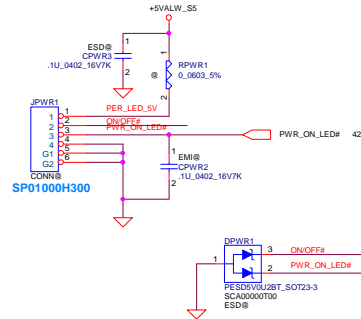 +5VALW_S5
1
ESD@
CPWR3
.1U_0402_16V7K
2
1
RPWR1
@
0_0603_5%
2
JPWR1
PER_LED_5V
ON/OFF#
PWR_ON_LED#
1 1
2 2
3 3
4 4
G1 5
G2 6
CONN@
SP01000H300
PWR_ON_LED# 42
1
EMI@
CPWR2
.1U_0402_16V7K
2
DPWR1
1
3 ON/OFF#
2 PWR_ON_LED#
PESD5V0U2BT_SOT23-3
SCA00000T00
ESD@